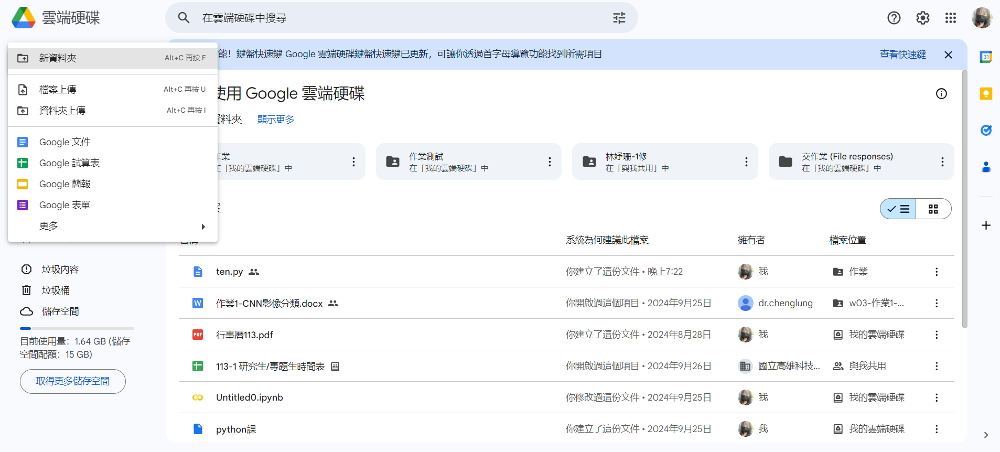 雲端硬碟
在雲端硬碟中搜尋
新資料夾 Alt+C 再按 F
檔案上傳 Alt+C 再按 U
資料夾上傳 Alt+C 再按 I
Google 文件
Google 試算表
Google 簡報
Google 表單
更多
垃圾內容
垃圾桶
儲存空間
目前使用量：1.64 GB (儲存
空間配額：15 GB)
取得更多儲存空間
能！鍵盤快速鍵 Google 雲端硬碟鍵盤快速鍵已更新，可讓你透過首字母導覽功能找到所需項目 查看快速鍵
使用 Google 雲端硬碟
資料夾 顯示更多
作業
在「我的雲端硬碟」中
作業測試
在「我的雲端硬碟」中
林妤珊-1修
在「與我共用」中
交作業 (File responses)
在「我的雲端硬碟」中
案
名稱 系統為何建議此檔案 擁有者 檔案位置
ten.py 你建立了這份文件 • 晚上7:22 我 作業
W 作業1-CNN影像分類.docx 你開啟過這個項目 • 2024年9月25日 dr.chenglung w03-作業1-...
PDF 行事曆113.pdf 你建立了這份文件 • 2024年8月28日 我 我的雲端硬碟
113-1 研究生/專題生時間表 你開啟過這個項目 • 2024年9月26日 國立高雄科技... 與我共用
Untitled0.ipynb 你修改過這份文件 • 2024年9月25日 我 我的雲端硬碟
python課 你建立了這份文件 • 2024年9月25日 我 我的雲端硬碟
31